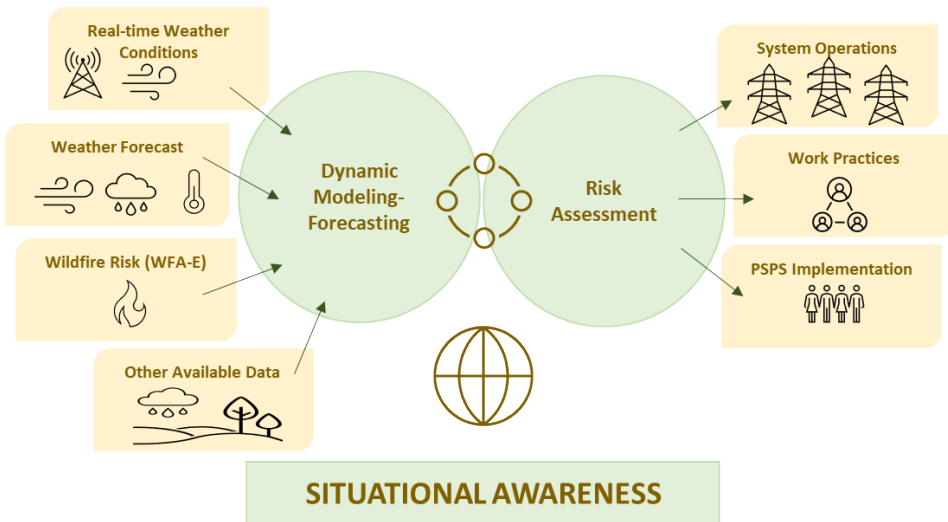 Real-time Weather
Conditions
Weather Forecast
Wildfire Risk (WFA-E)
Other Available Data
Dynamic
Modeling-
Forecasting
Risk
Assessment
System Operations
Work Practices
PSPS Implementation
SITUATIONAL AWARENESS